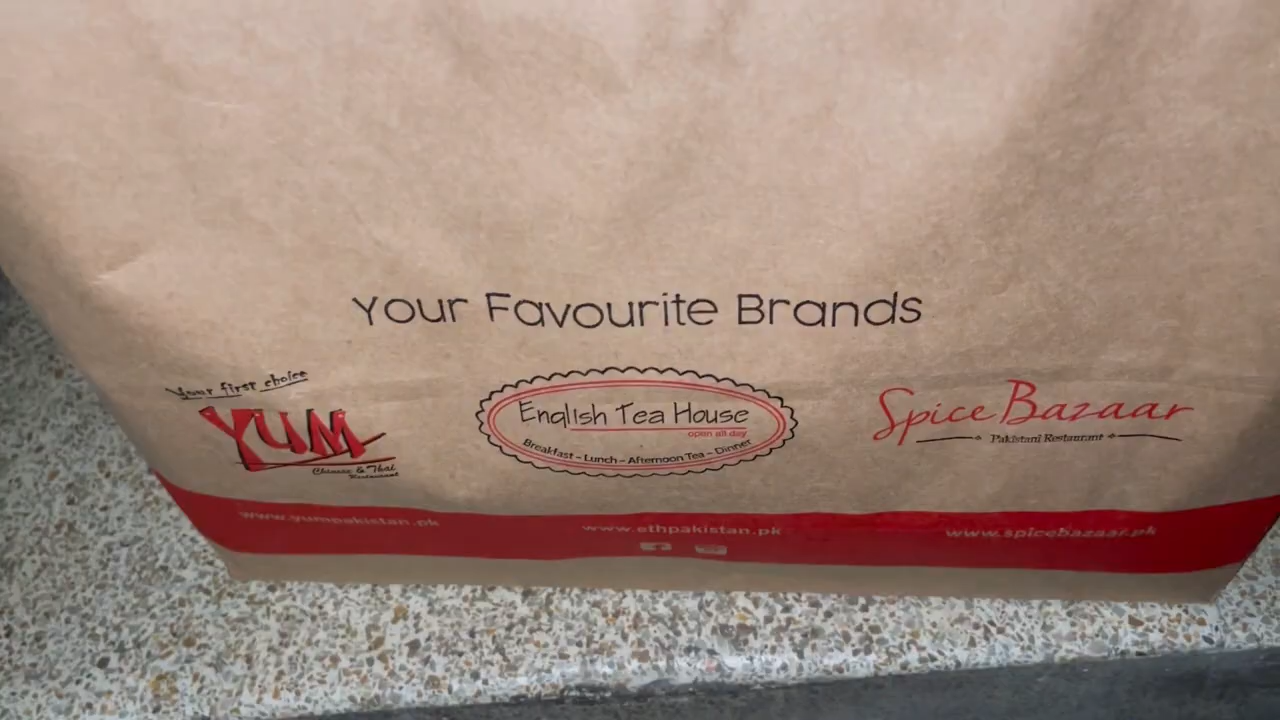 Your Favourite Brands
Your first choice
YUM
Chinese & Thai
Restaurant
English Tea House
open all day
Breakfast - Lunch - Afternoon Tea - Dinner
Spice Bazaar
Pakistani Restaurant
www.yumpakistan.pk
www.ethpakistan.pk
www.spicebazaar.pk